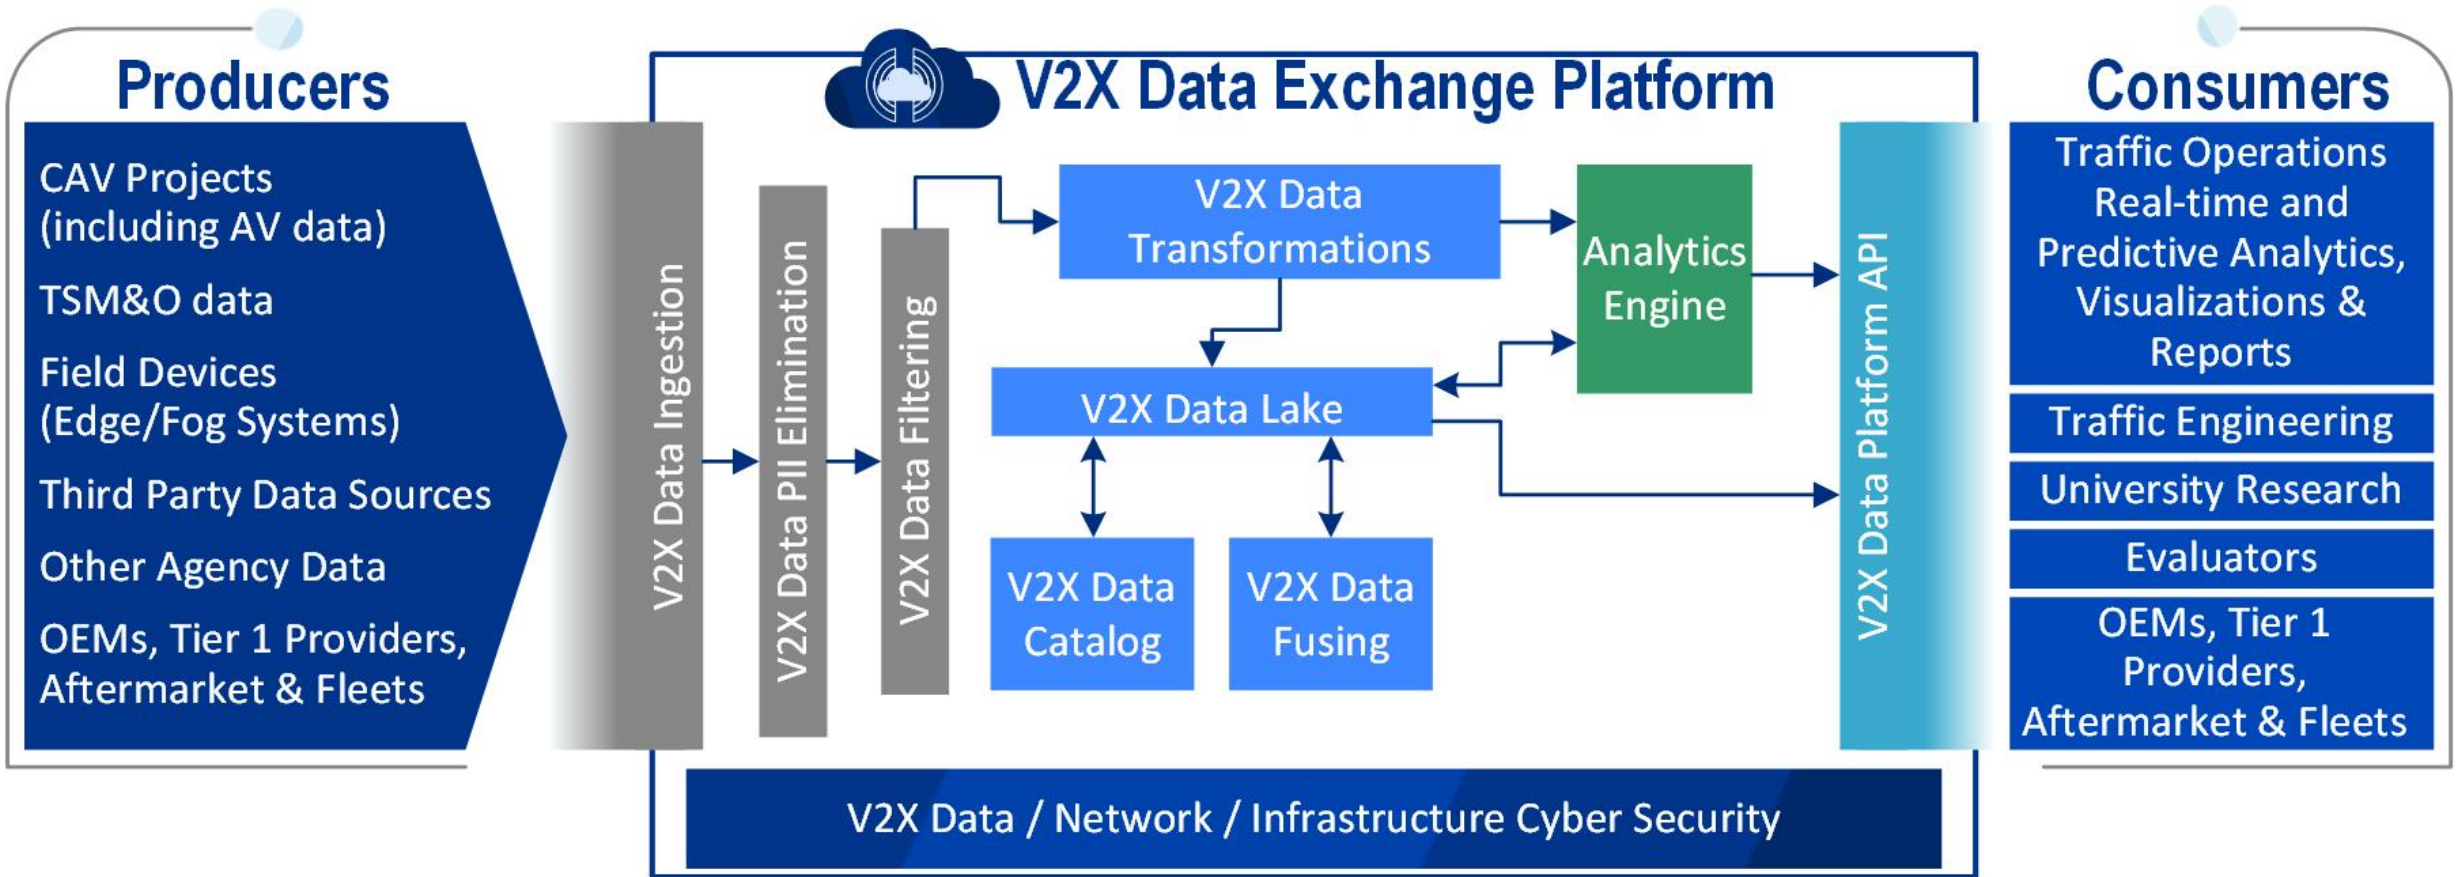 Producers
CAV Projects
(including AV data)
TSM&O data
Field Devices
(Edge/Fog Systems)
Third Party Data Sources
Other Agency Data
OEMs, Tier 1 Providers,
Aftermarket & Fleets
V2X Data Exchange Platform
V2X Data Ingestion
V2X Data PII Elimination
V2X Data Filtering
V2X Data
Transformations
Analytics
Engine
V2X Data Lake
V2X Data
Catalog
V2X Data
Fusing
V2X Data Platform API
V2X Data / Network / Infrastructure Cyber Security
Consumers
Traffic Operations
Real-time and
Predictive Analytics,
Visualizations &
Reports
Traffic Engineering
University Research
Evaluators
OEMs, Tier 1
Providers,
Aftermarket & Fleets